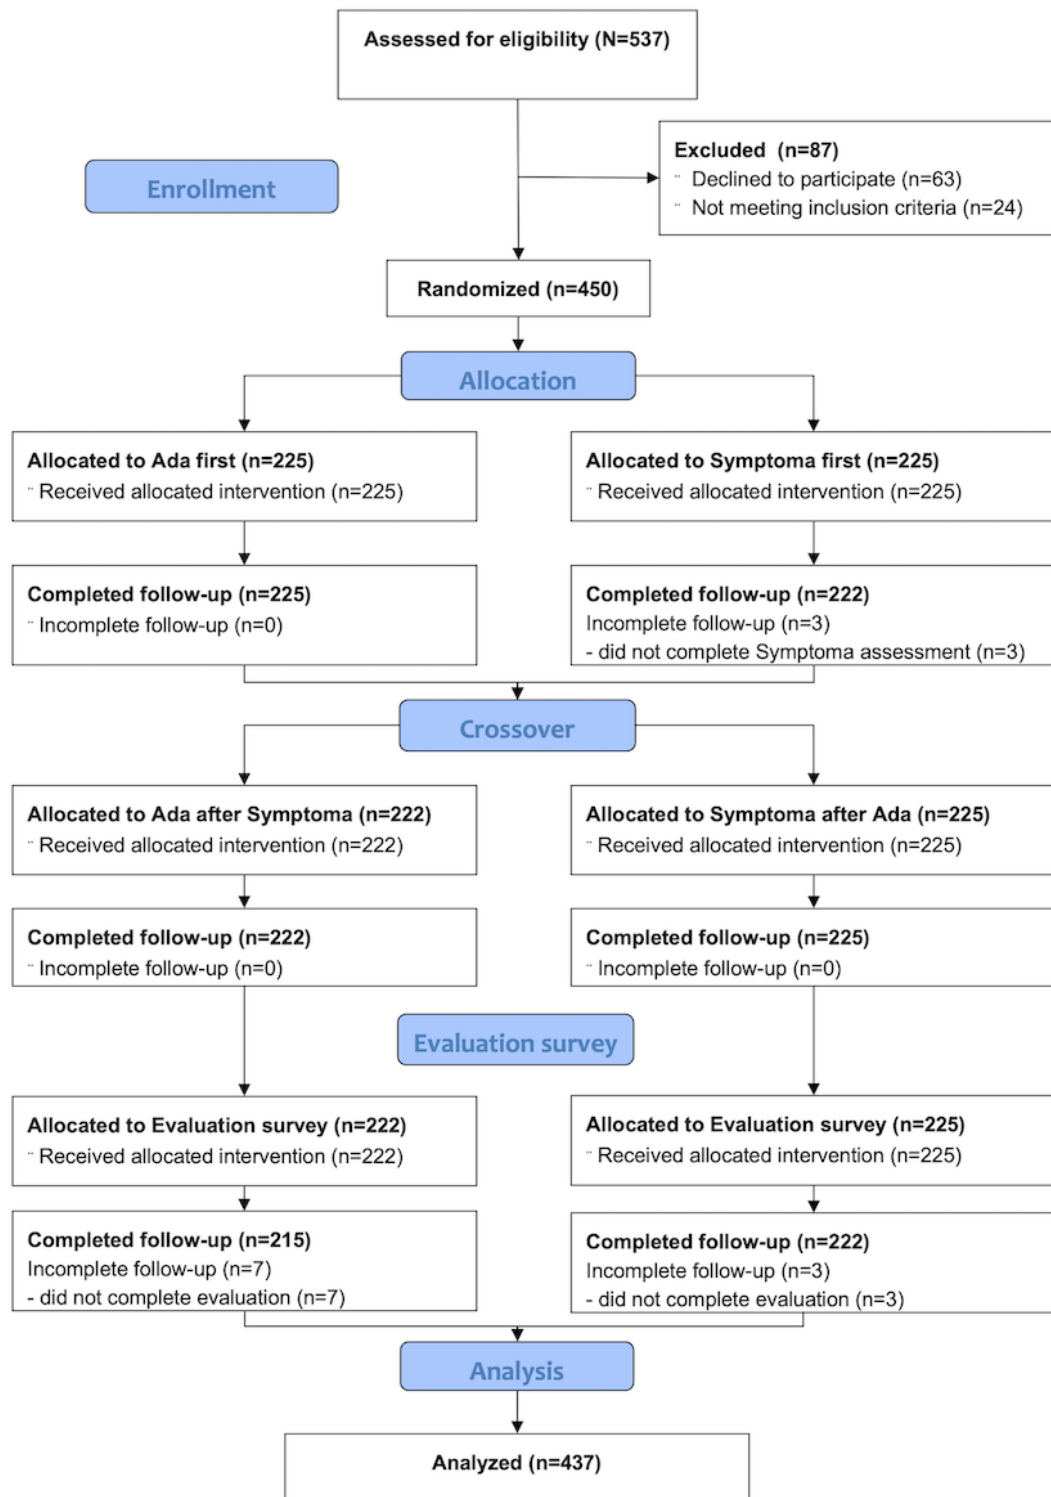 Assessed for eligibility (N=537)
Excluded (n=87)
¨ Declined to participate (n=63)
¨ Not meeting inclusion criteria (n=24)
Enrollment
Randomized (n=450)
Allocation
Allocated to Ada first (n=225)
¨ Received allocated intervention (n=225)
Allocated to Symptoma first (n=225)
¨ Received allocated intervention (n=225)
Completed follow-up (n=225)
¨ Incomplete follow-up (n=0)
Completed follow-up (n=222)
Incomplete follow-up (n=3)
- did not complete Symptoma assessment (n=3)
Crossover
Allocated to Ada after Symptoma (n=222)
¨ Received allocated intervention (n=222)
Allocated to Symptoma after Ada (n=225)
¨ Received allocated intervention (n=225)
Completed follow-up (n=222)
¨ Incomplete follow-up (n=0)
Completed follow-up (n=225)
¨ Incomplete follow-up (n=0)
Evaluation survey
Allocated to Evaluation survey (n=222)
¨ Received allocated intervention (n=222)
Allocated to Evaluation survey (n=225)
¨ Received allocated intervention (n=225)
Completed follow-up (n=215)
Incomplete follow-up (n=7)
- did not complete evaluation (n=7)
Completed follow-up (n=222)
Incomplete follow-up (n=3)
- did not complete evaluation (n=3)
Analysis
Analyzed (n=437)